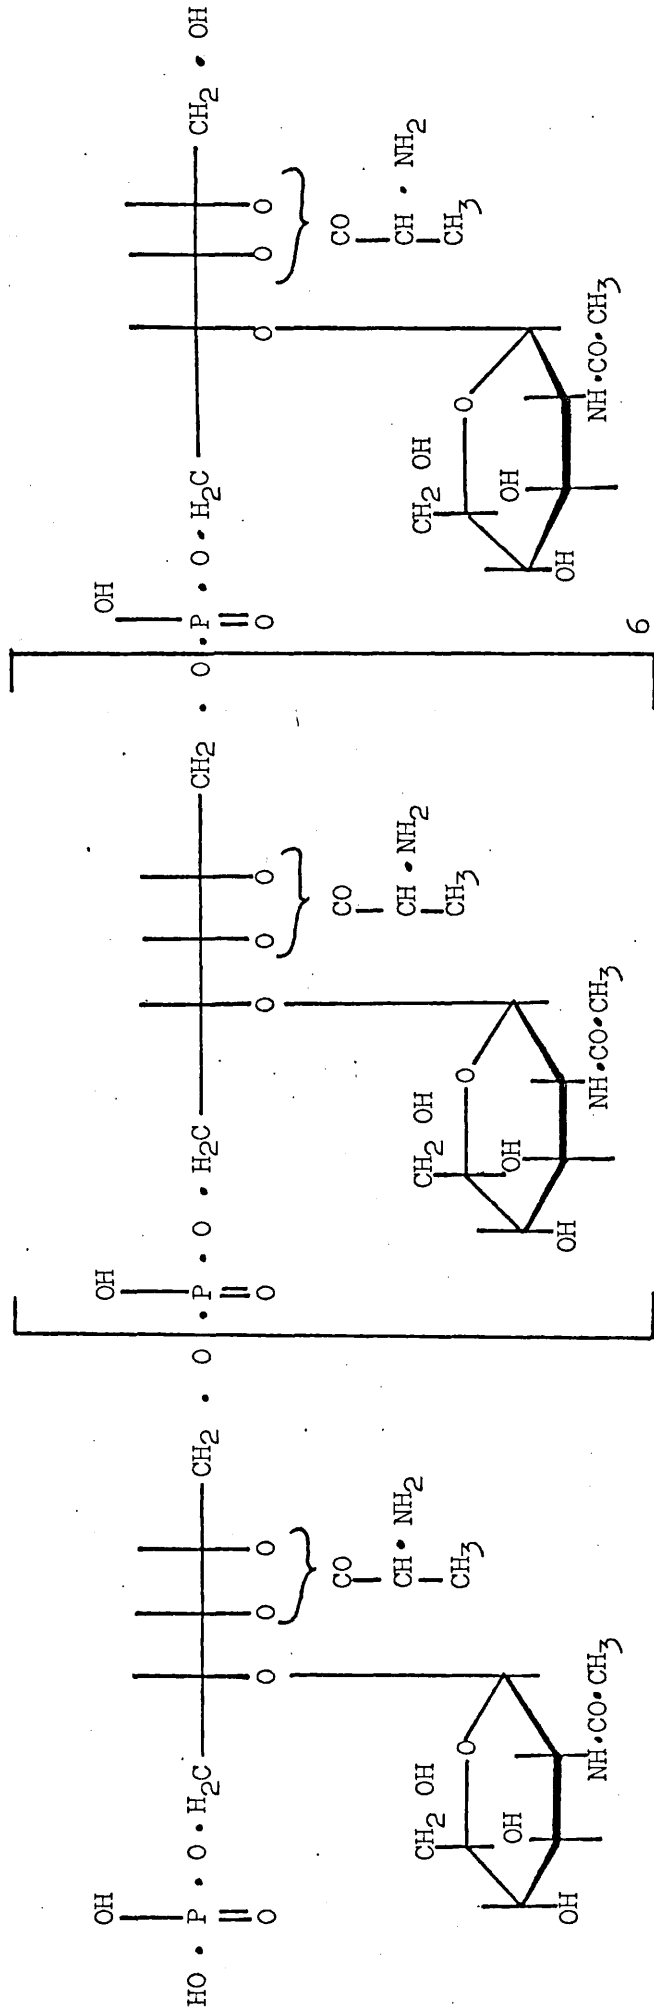 HO • P • O • H2C CH2 • O • P • O • H2C CH2 • O • P • O • H2C CH2 • OH
OH OH OH
O O O
O O O O O O O O O
CO CO CO
CH • NH2 CH • NH2 CH • NH2
CH3 CH3 CH3
CH2 OH CH2 OH CH2 OH
O O O
OH OH OH
OH OH OH
NH•CO•CH3 NH•CO•CH3 NH•CO•CH3
6